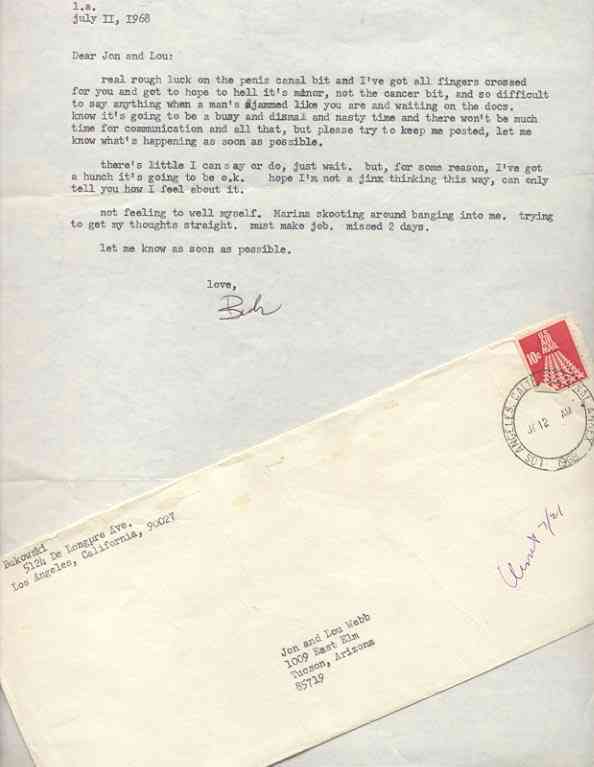 l.a.
july II, 1968
Dear Jon and Lou:
real rough luck on the penis canal bit and I've got all fingers crossed
for you and got to hope to hell it's minor, not the cancer bit, and so difficult
to say anything when a man's jammed like you are and waiting on the docs.
know it's going to be a busy and dismal and nasty time and there won't be much
time for communication and all that, but please try to keep me posted, let me
know what's happening as soon as possible.
there's little I can say or do, just wait. but, for some reason, I've got
a hunch it's going to be o.k. hope I'm not a jinx thinking this way, can only
tell you how I feel about it.
not feeling to well myself. Marina skooting around banging into me. trying
to get my thoughts straight. must make job. missed 2 days.
let me know as soon as possible.
love,
Buk
U.S.
AIR
MAIL
10c
LOS ANGELES, CALIF.
JL 12
AM
1968
Bukowski
5124 De Longpre Ave.
Los Angeles, California, 90027
7/21
Jon and Lou Webb
1009 East Elm
Tucson, Arizona
85719